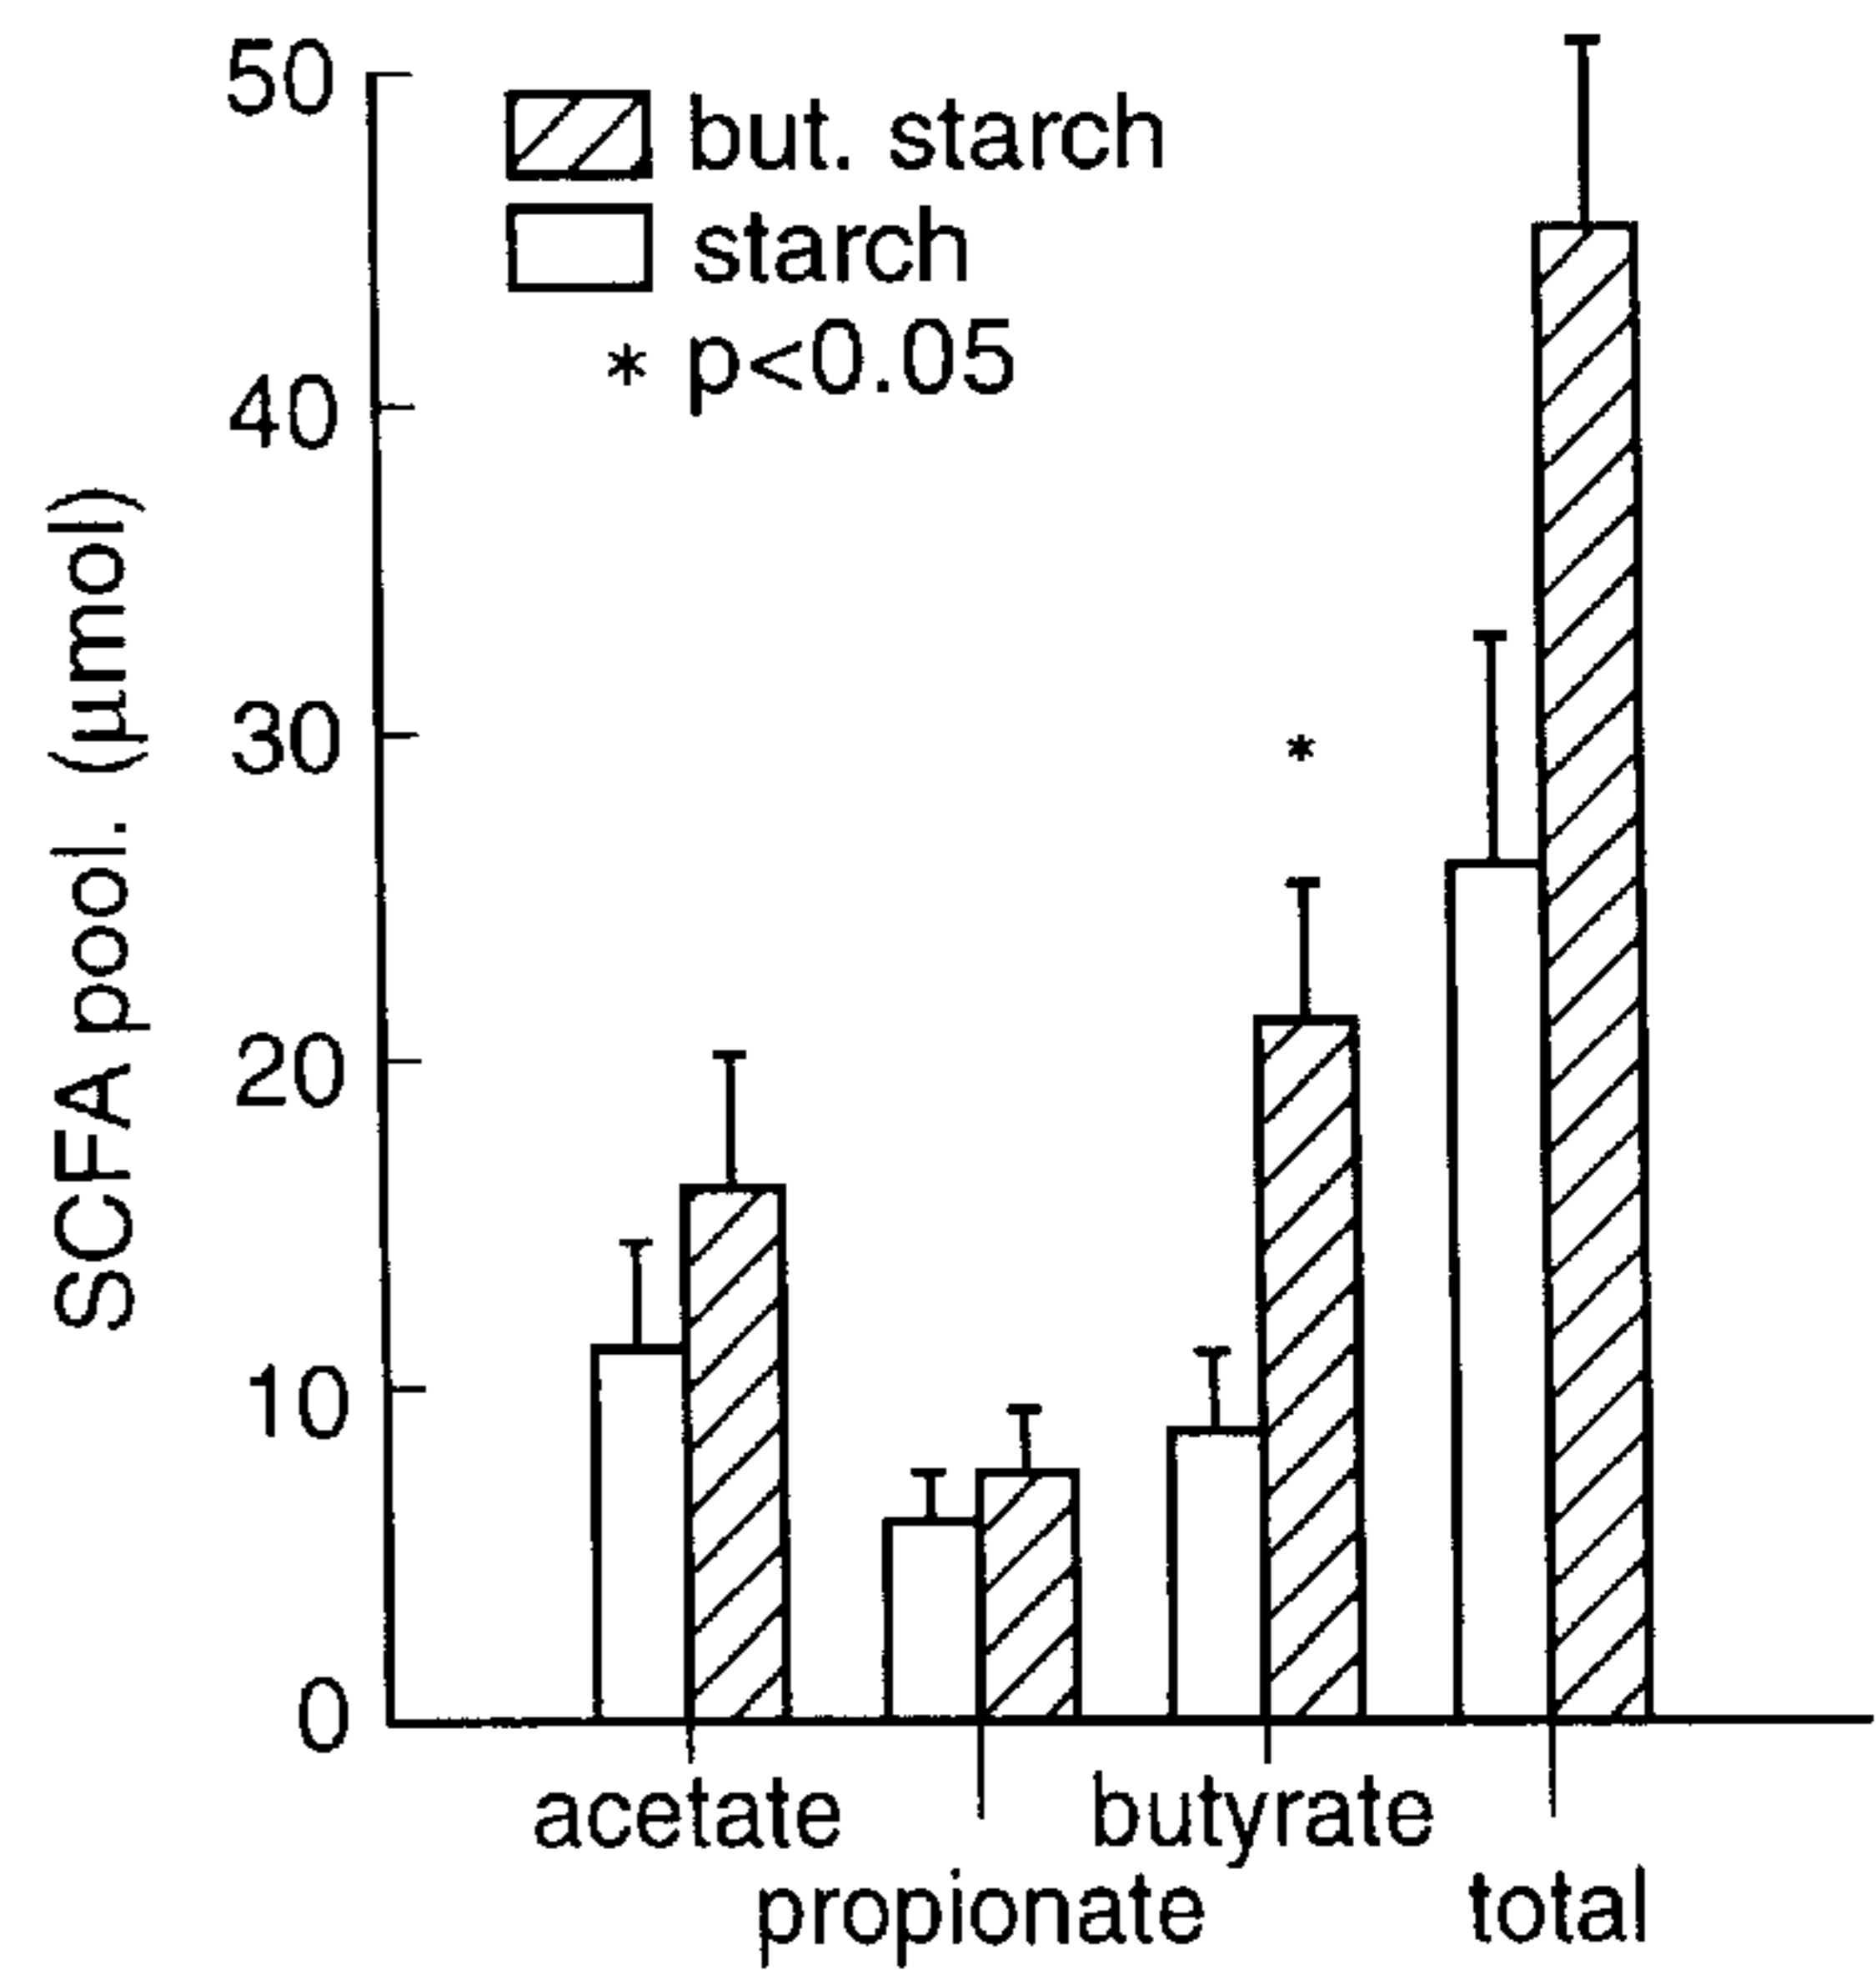 50
40
30
20
10
0
SCFA pool. (µmol)
but. starch
starch
* p<0.05
*
acetate
propionate
butyrate
total